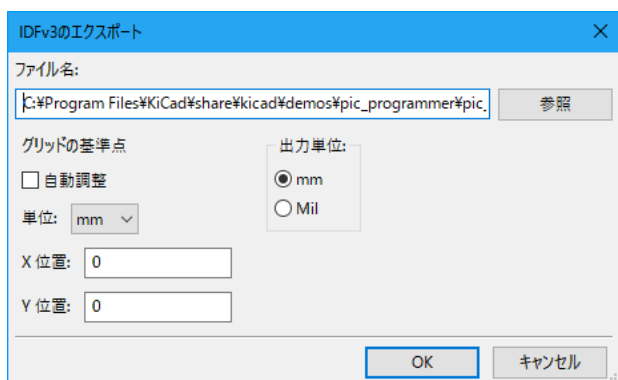 IDFv3のエクスポート
ファイル名:
C:¥Program Files¥KiCad¥share¥kicad¥demos¥pic_programmer¥pic_
参照
グリッドの基準点
出力単位:
自動調整
mm
単位: mm
Mil
X 位置: 0
Y 位置: 0
OK
キャンセル